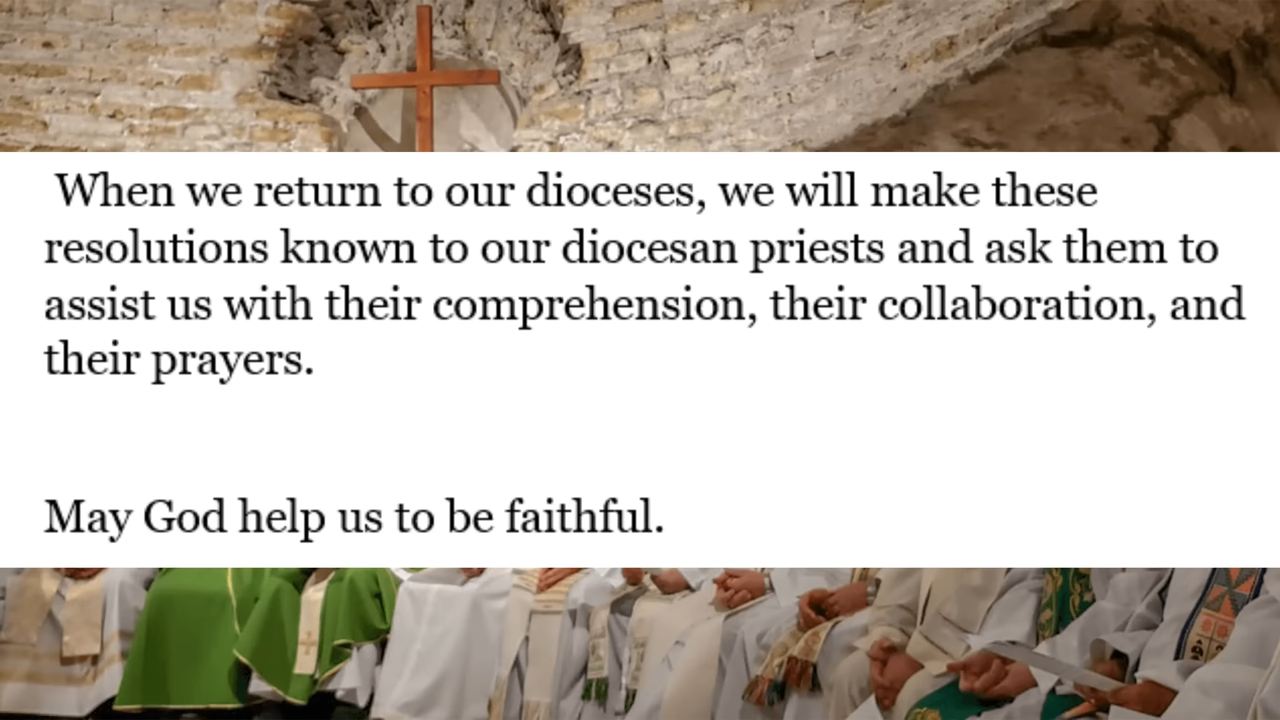 When we return to our dioceses, we will make these
resolutions known to our diocesan priests and ask them to
assist us with their comprehension, their collaboration, and
their prayers.
May God help us to be faithful.